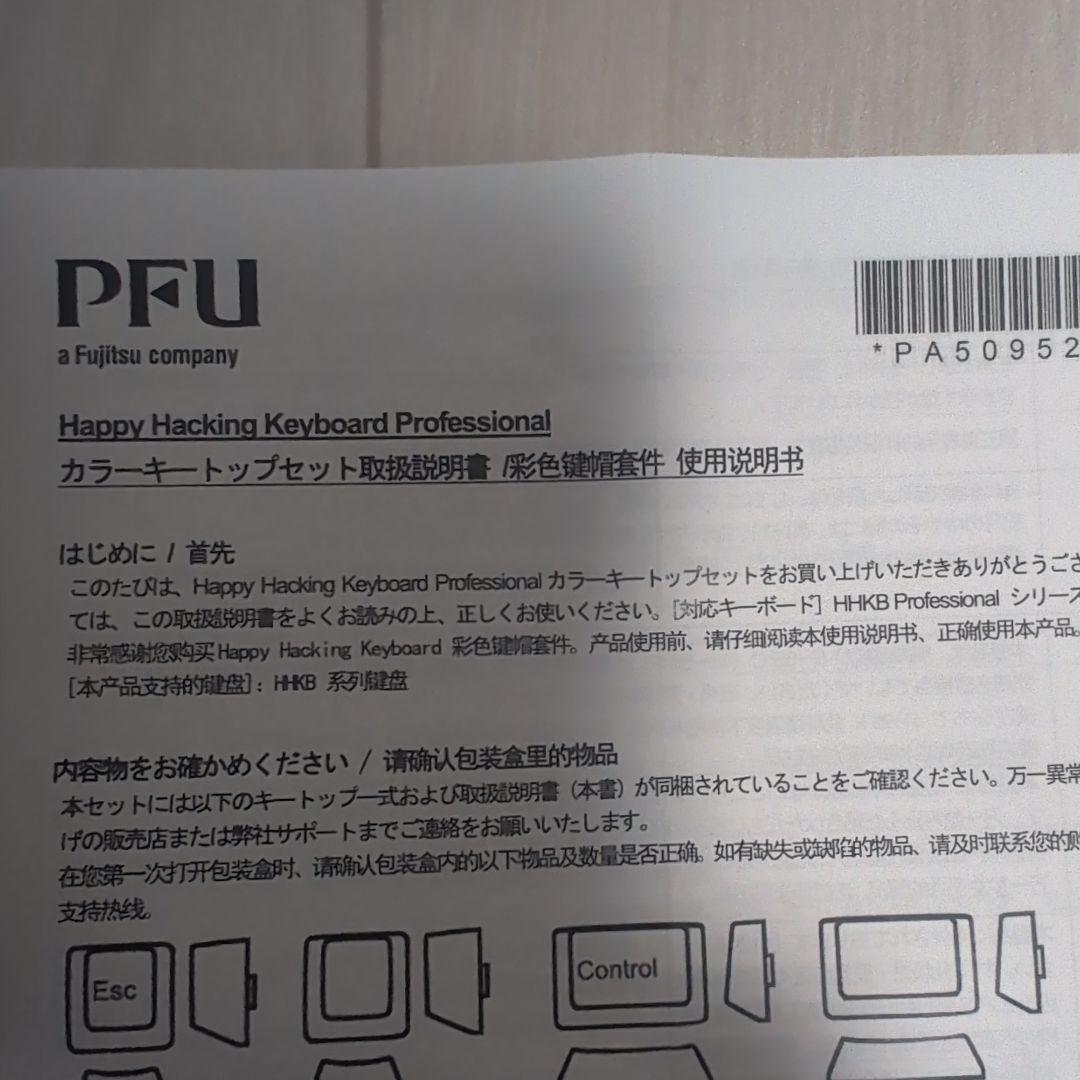 PFU
a Fujitsu company
*PA50952
Happy Hacking Keyboard Professional
カラーキートップセット取扱説明書 /彩色键帽套件 使用说明书
はじめに / 首先
このたびは、Happy Hacking Keyboard Professional カラーキートップセットをお買い上げいただきありがとうござ
ては、この取扱説明書をよくお読みの上、正しくお使いください。[対応キーボード] HHKB Professional シリーズ
非常感谢您购买Happy Hacking Keyboard 彩色键帽套件。产品使用前、请仔细阅读本使用说明书、正确使用本产品。
[本产品支持的键盘]：HHKB 系列键盘
内容物をお確かめください / 请确认包装盒里的物品
本セットには以下のキートップ一式および取扱説明書（本書）が同梱されていることをご確認ください。万一異常
げの販売店または弊社サポートまでご連絡をお願いいたします。
在您第一次打开包装盒时、请确认包装盒内的以下物品及数量是否正确。如有缺失或缺陷的物品、请及时联系您的购
支持热线。
Esc
Control